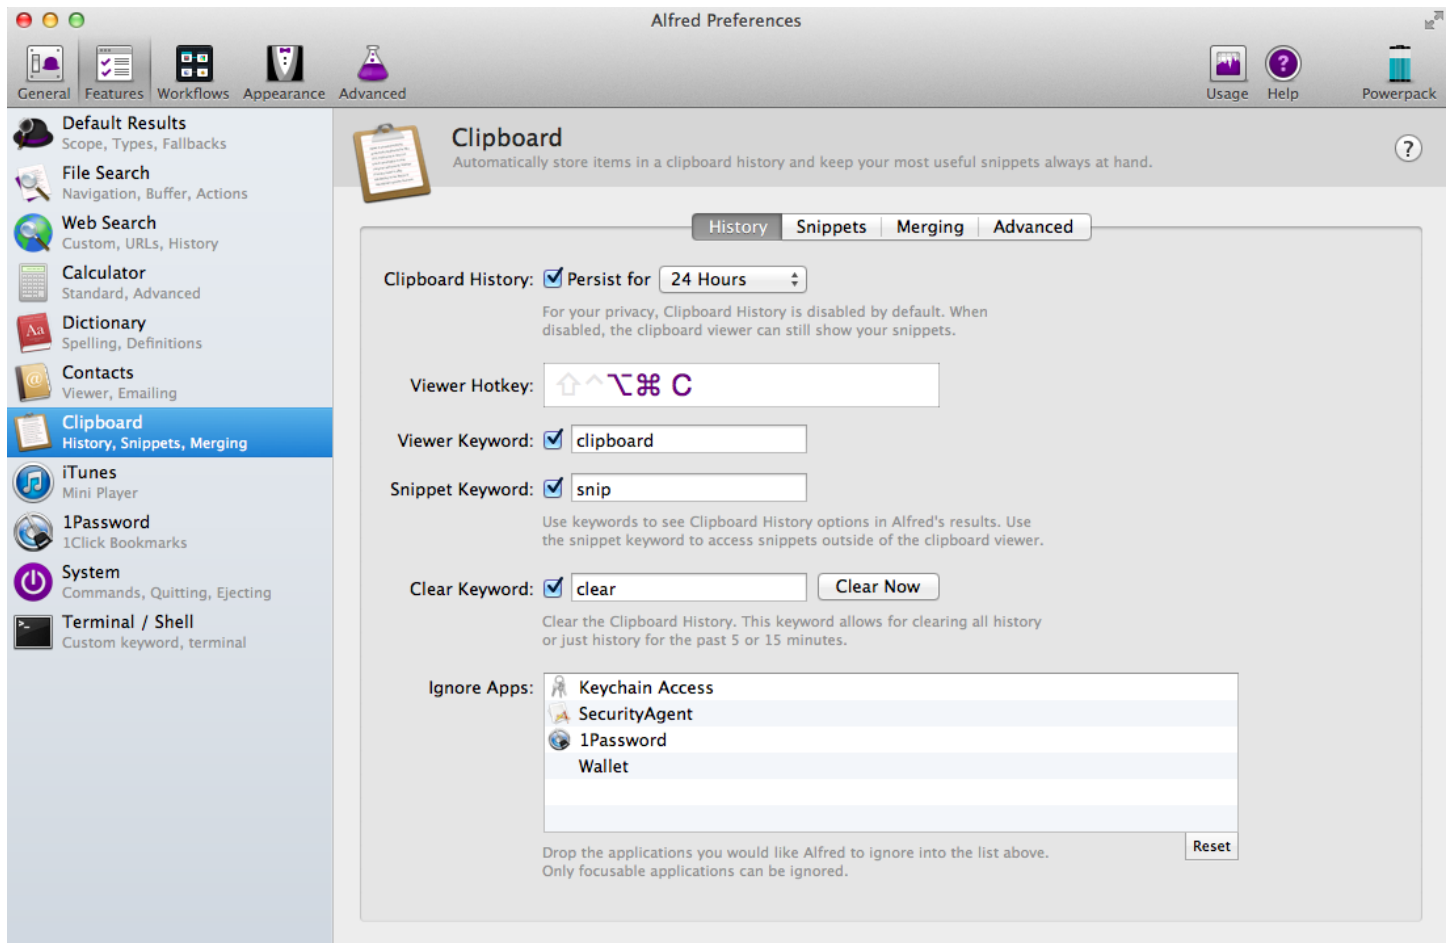 Alfred Preferences
General Features Workflows Appearance Advanced Usage Help Powerpack
Default Results
Scope, Types, Fallbacks
File Search
Navigation, Buffer, Actions
Web Search
Custom, URLs, History
Calculator
Standard, Advanced
Dictionary
Spelling, Definitions
Contacts
Viewer, Emailing
Clipboard
History, Snippets, Merging
iTunes
Mini Player
1Password
1Click Bookmarks
System
Commands, Quitting, Ejecting
Terminal / Shell
Custom keyword, terminal
Clipboard
Automatically store items in a clipboard history and keep your most useful snippets always at hand.
?
History Snippets Merging Advanced
Clipboard History: Persist for 24 Hours
For your privacy, Clipboard History is disabled by default. When
disabled, the clipboard viewer can still show your snippets.
Viewer Hotkey: ⇧^⌥⌘ C
Viewer Keyword: clipboard
Snippet Keyword: snip
Use keywords to see Clipboard History options in Alfred's results. Use
the snippet keyword to access snippets outside of the clipboard viewer.
Clear Keyword: clear Clear Now
Clear the Clipboard History. This keyword allows for clearing all history
or just history for the past 5 or 15 minutes.
Ignore Apps: Keychain Access
SecurityAgent
1Password
Wallet
Reset
Drop the applications you would like Alfred to ignore into the list above.
Only focusable applications can be ignored.